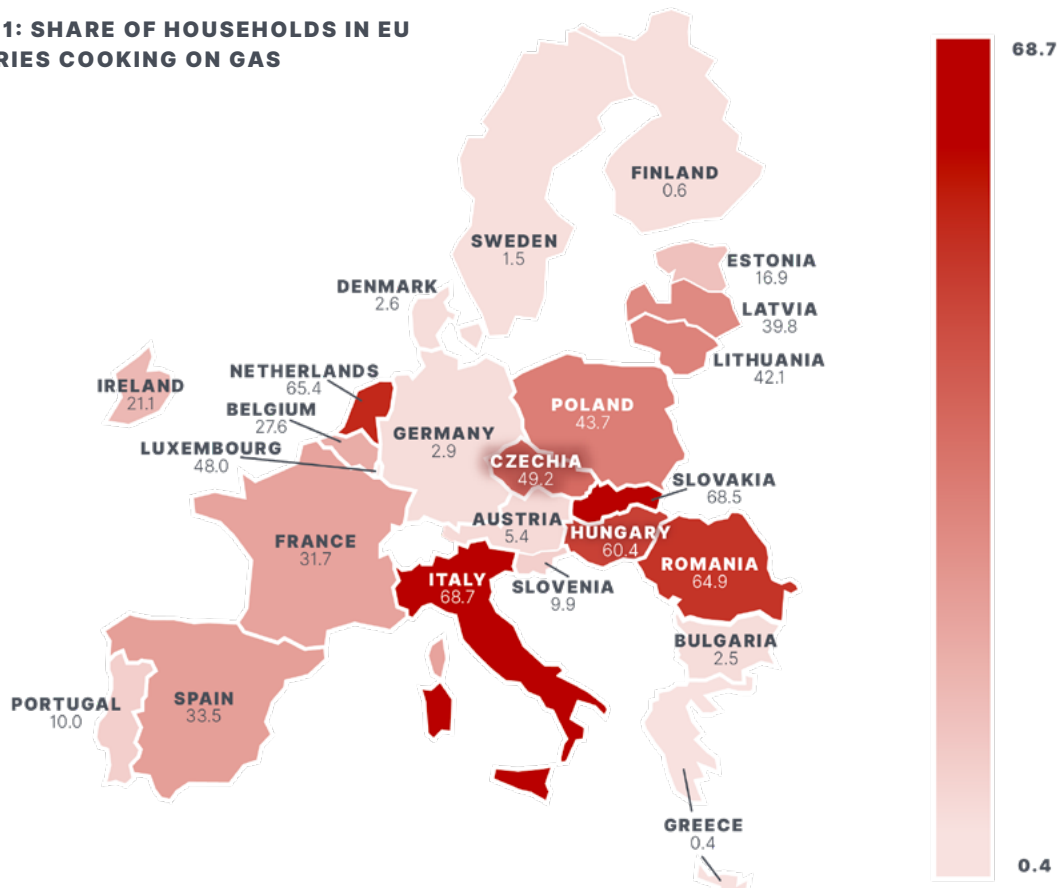 1: SHARE OF HOUSEHOLDS IN EU
RIES COOKING ON GAS
68.7
FINLAND
0.6
SWEDEN
1.5
ESTONIA
16.9
DENMARK
2.6
LATVIA
39.8
LITHUANIA
42.1
NETHERLANDS
65.4
IRELAND
21.1
BELGIUM
27.6
POLAND
43.7
GERMANY
2.9
LUXEMBOURG
48.0
CZECHIA
49.2
SLOVAKIA
68.5
AUSTRIA
5.4
HUNGARY
60.4
FRANCE
31.7
ROMANIA
64.9
ITALY
68.7
SLOVENIA
9.9
BULGARIA
2.5
PORTUGAL
10.0
SPAIN
33.5
GREECE
0.4
0.4